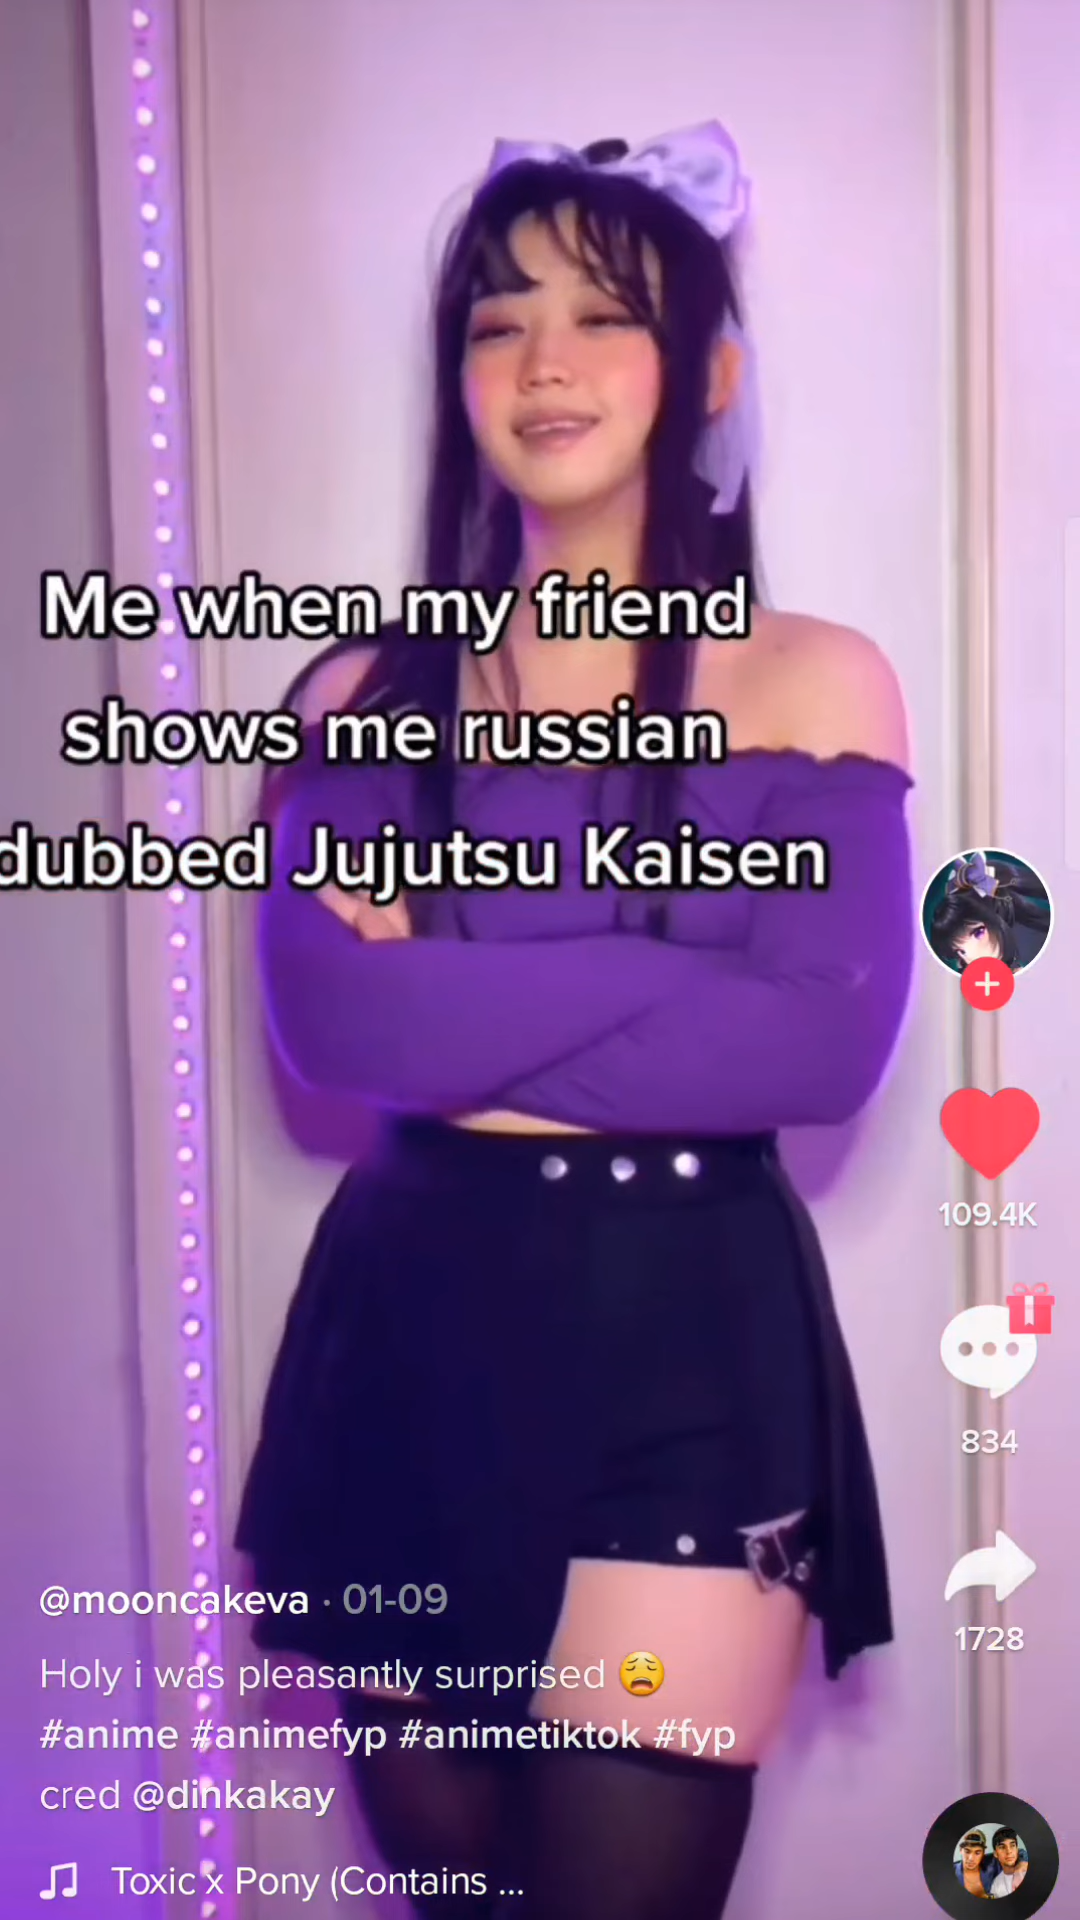 Me when my friend
shows me russian
dubbed Jujutsu Kaisen
109.4K
834
1728
@mooncakeva · 01-09
Holy i was pleasantly surprised 😩
#anime #animefyp #animetiktok #fyp
cred @dinkakay
Toxic x Pony (Contains ...